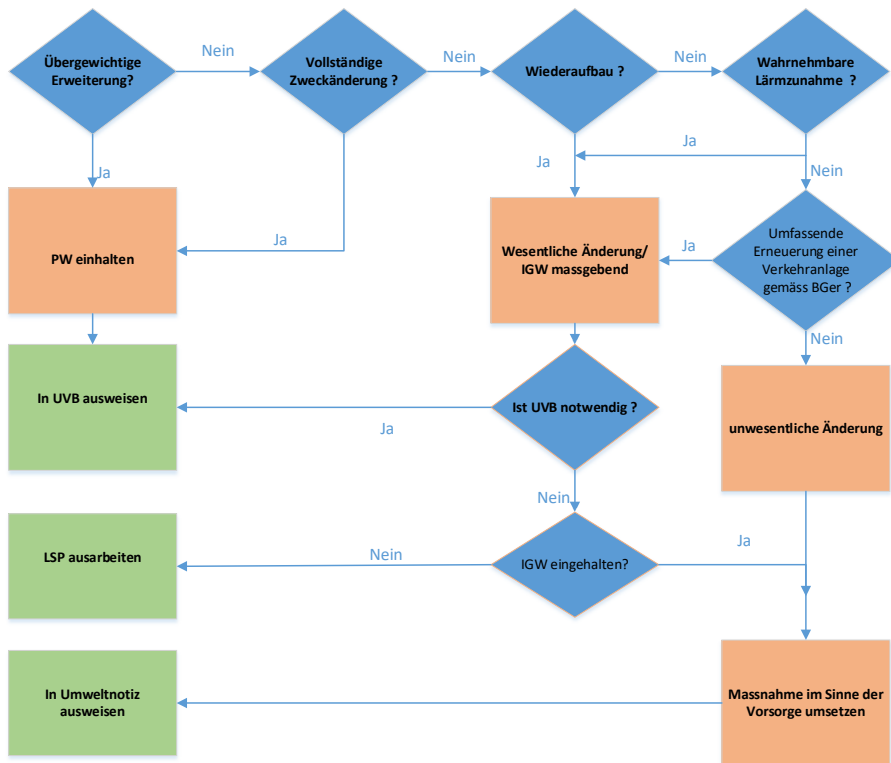 Übergewichtige
Erweiterung?
Nein
Vollständige
Zweckänderung ?
Nein
Wiederaufbau ?
Nein
Wahrnehmbare
Lärmzunahme ?
Ja
Ja
Ja
Nein
PW einhalten
Ja
Wesentliche Änderung/
IGW massgebend
Ja
Umfassende
Erneuerung einer
Verkehranlage
gemäss BGer ?
Nein
In UVB ausweisen
Ja
Ist UVB notwendig ?
unwesentliche Änderung
Nein
LSP ausarbeiten
Nein
IGW eingehalten?
Ja
In Umweltnotiz
ausweisen
Massnahme im Sinne der
Vorsorge umsetzen